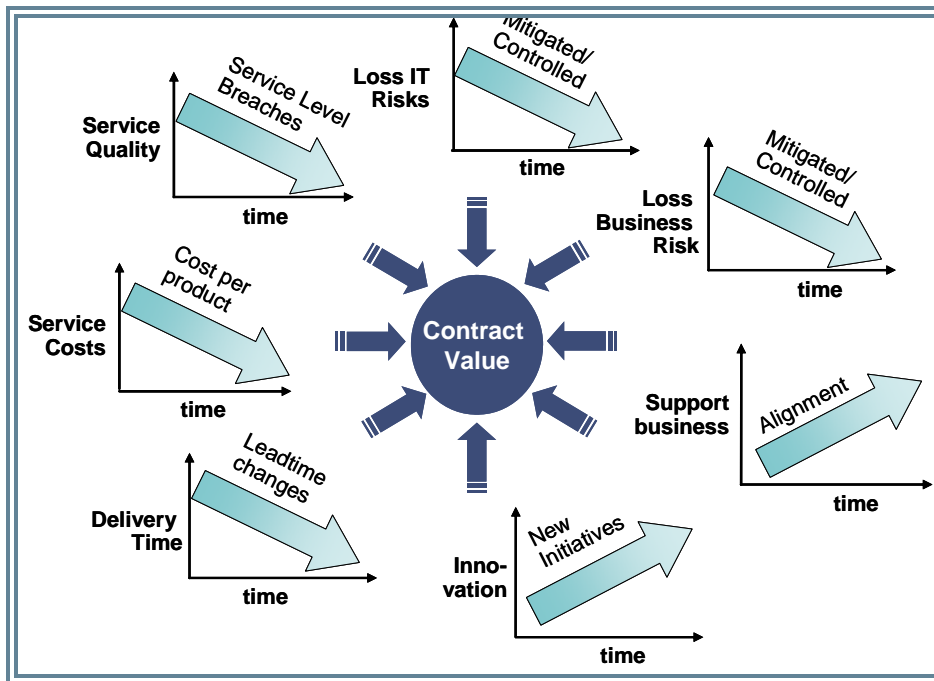 Mitigated/
Controlled
Loss IT
Risks
time
Service Level
Breaches
Service
Quality
time
Mitigated/
Controlled
Loss
Business
Risk
time
Cost per
product
Service
Costs
time
Contract
Value
Alignment
Support
business
time
Leadtime
changes
Delivery
Time
time
New
Initiatives
Inno-
vation
time